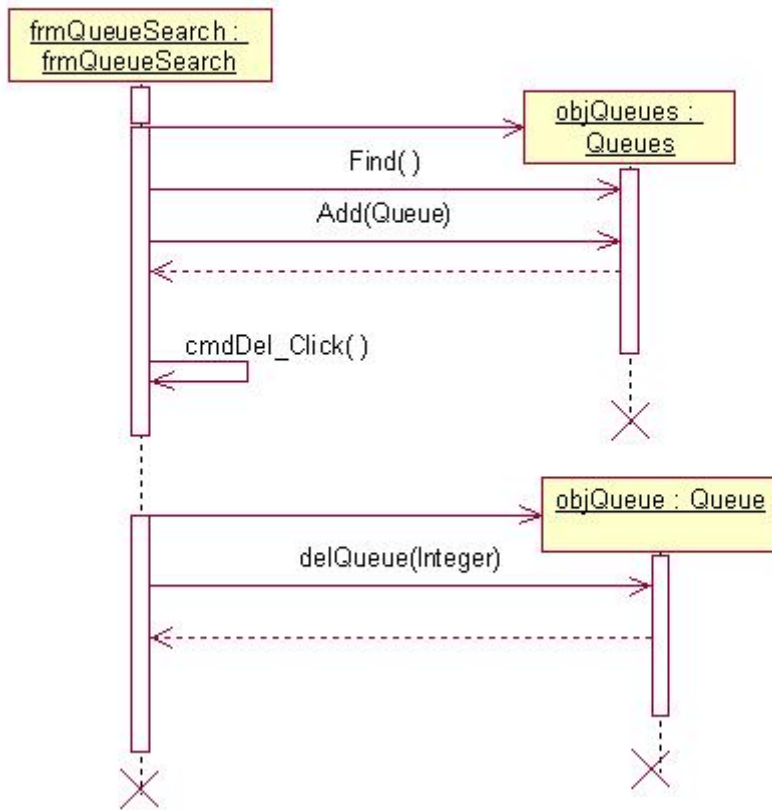 frmQueueSearch :
frmQueueSearch
objQueues :
Queues
Find( )
Add(Queue)
cmdDel_Click( )
objQueue : Queue
delQueue(Integer)